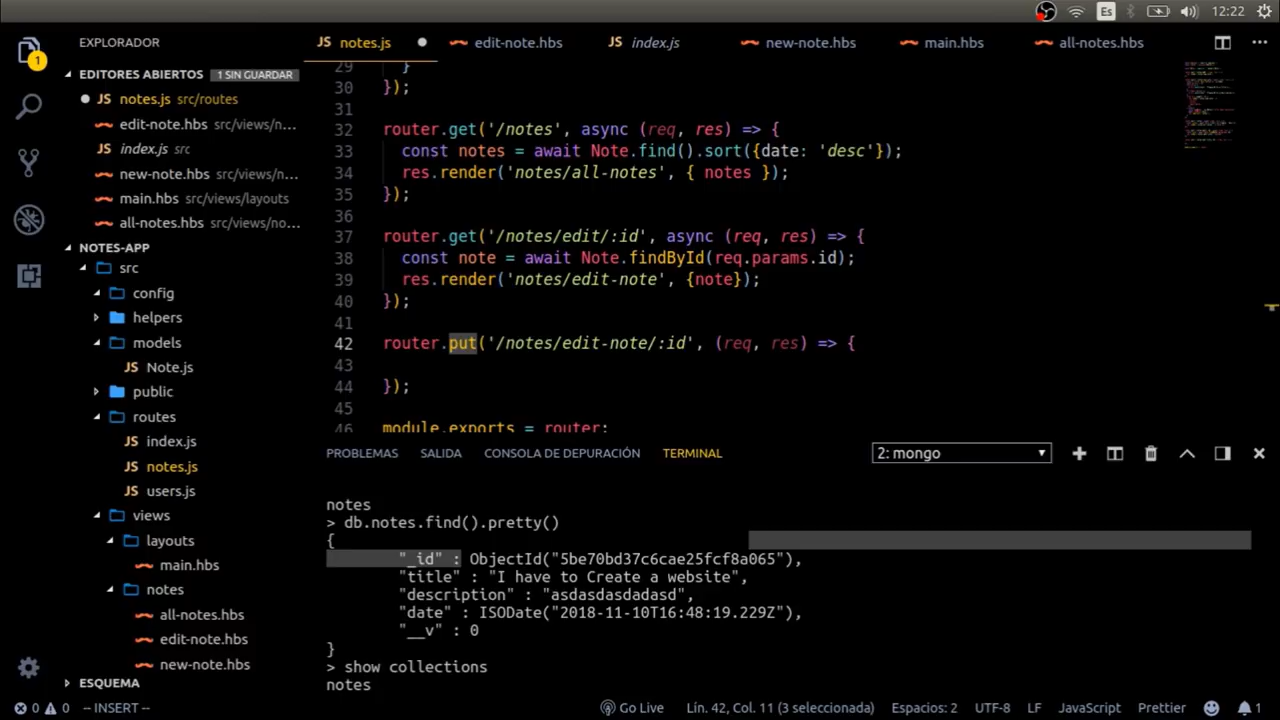 Es 12:22
EXPLORADOR
JS notes.js
edit-note.hbs
JS index.js
new-note.hbs
main.hbs
all-notes.hbs
1
EDITORES ABIERTOS 1 SIN GUARDAR
JS notes.js src/routes
edit-note.hbs src/views/n...
JS index.js src
new-note.hbs src/views/n...
main.hbs src/views/layouts
all-notes.hbs src/views/no...
NOTES-APP
src
config
helpers
models
JS Note.js
public
routes
JS index.js
JS notes.js
JS users.js
views
layouts
main.hbs
notes
all-notes.hbs
edit-note.hbs
new-note.hbs
ESQUEMA
29 }
30 });
31
32 router.get('/notes', async (req, res) => {
33 const notes = await Note.find().sort({date: 'desc'});
34 res.render('notes/all-notes', { notes });
35 });
36
37 router.get('/notes/edit/:id', async (req, res) => {
38 const note = await Note.findById(req.params.id);
39 res.render('notes/edit-note', {note});
40 });
41
42 router.put('/notes/edit-note/:id', (req, res) => {
43
44 });
45
46 module.exports = router;
PROBLEMAS SALIDA CONSOLA DE DEPURACIÓN TERMINAL 2: mongo
notes
> db.notes.find().pretty()
{
"_id" : ObjectId("5be70bd37c6cae25fcf8a065"),
"title" : "I have to Create a website",
"description" : "asdasdasdadasd",
"date" : ISODate("2018-11-10T16:48:19.229Z"),
"__v" : 0
}
> show collections
notes
0 0 -- INSERT -- Go Live Lín. 42, Col. 11 (3 seleccionada) Espacios: 2 UTF-8 LF JavaScript Prettier 1